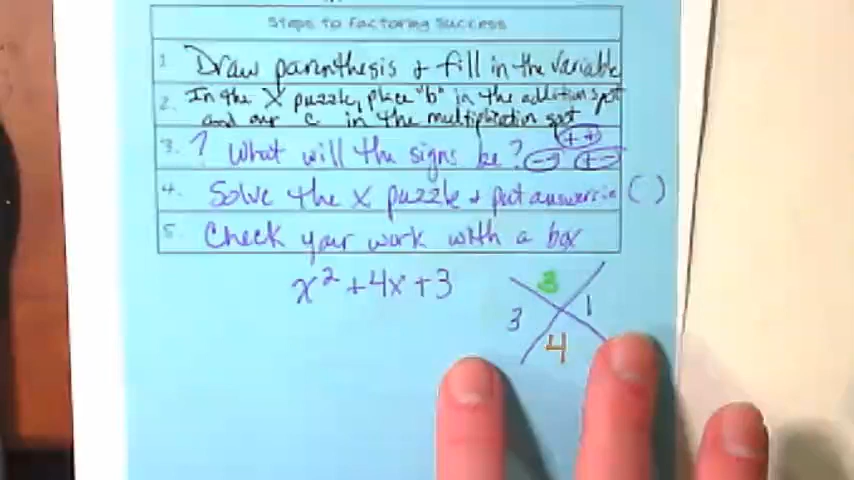 Steps to Factoring Success
1. Draw parenthesis + fill in the variable
2. In the X puzzle, place "b" in the addition spot
and our c in the multiplication spot
3. ? What will the signs be? ++
-- +-
4. Solve the X puzzle + put answer in ( )
5. Check your work with a box
x² + 4x + 3
3
3 1
4